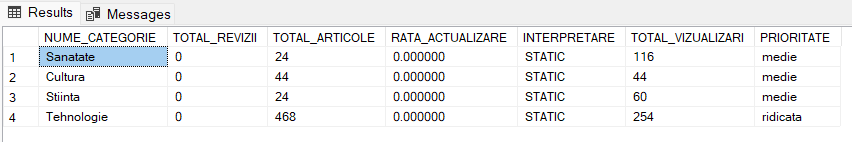 Results Messages
NUME_CATEGORIE TOTAL_REVIZII TOTAL_ARTICOLE RATA_ACTUALIZARE INTERPRETARE TOTAL_VIZUALIZARI PRIORITATE
1 Sanatate 0 24 0.000000 STATIC 116 medie
2 Cultura 0 44 0.000000 STATIC 44 medie
3 Stiinta 0 24 0.000000 STATIC 60 medie
4 Tehnologie 0 468 0.000000 STATIC 254 ridicata